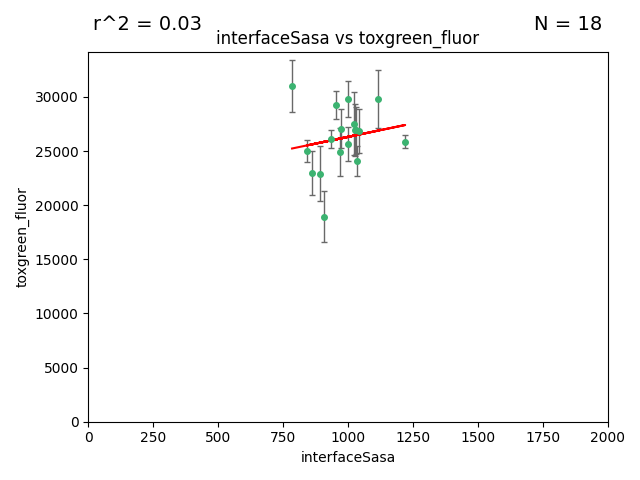 r^2 = 0.03
N = 18
interfaceSasa vs toxgreen_fluor
30000
25000
20000
15000
10000
5000
0
toxgreen_fluor
0 250 500 750 1000 1250 1500 1750 2000
interfaceSasa